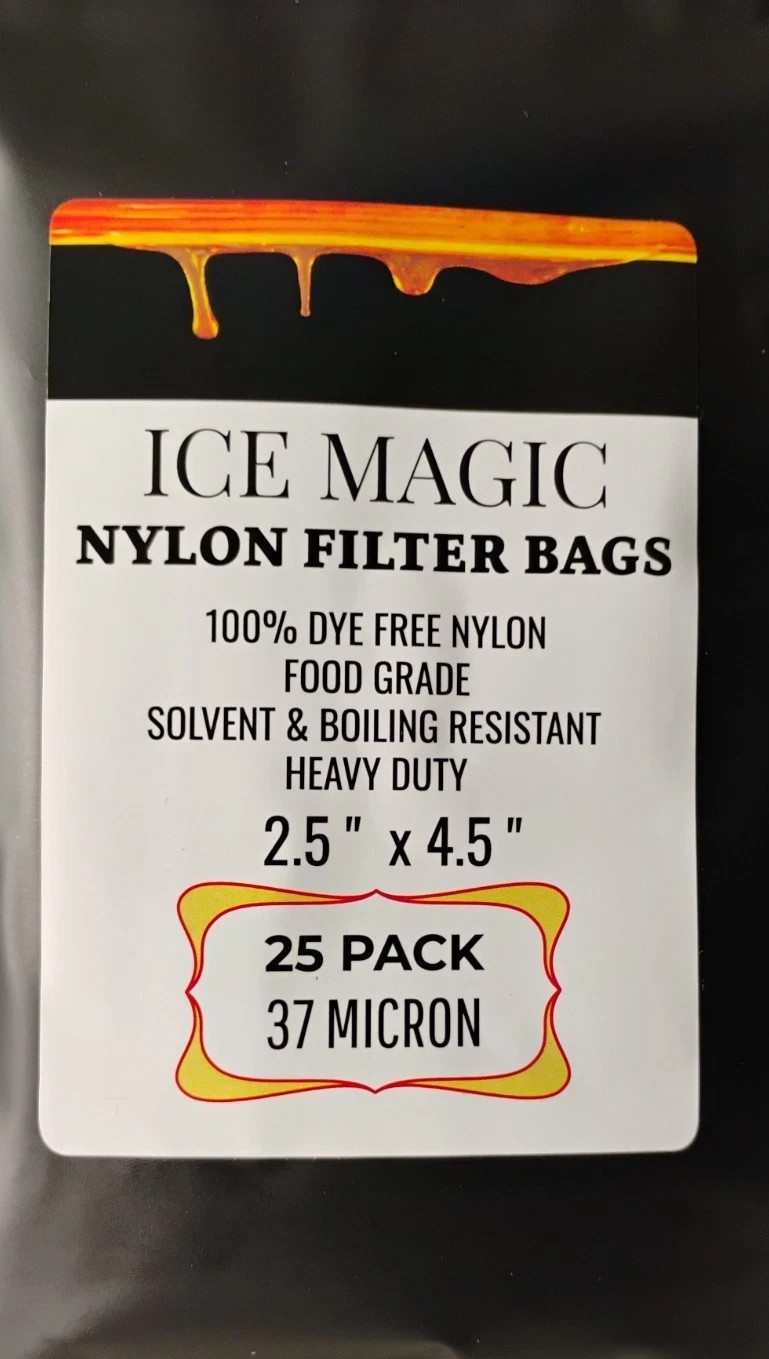 ICE MAGIC
NYLON FILTER BAGS
100% DYE FREE NYLON
FOOD GRADE
SOLVENT & BOILING RESISTANT
HEAVY DUTY
2.5 " x 4.5 "
25 PACK
37 MICRON